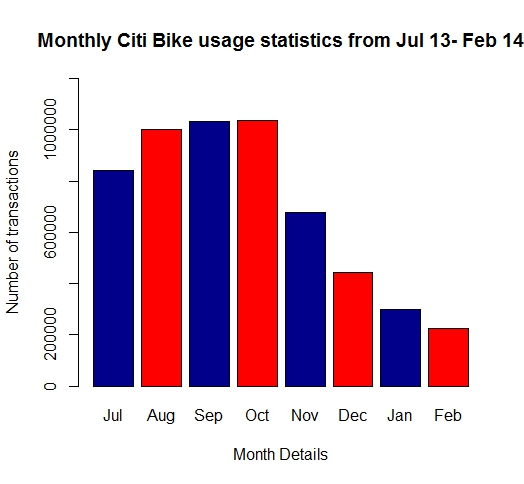 Monthly Citi Bike usage statistics from Jul 13- Feb 14
Number of transactions
1000000
600000
200000
0
Jul Aug Sep Oct Nov Dec Jan Feb
Month Details